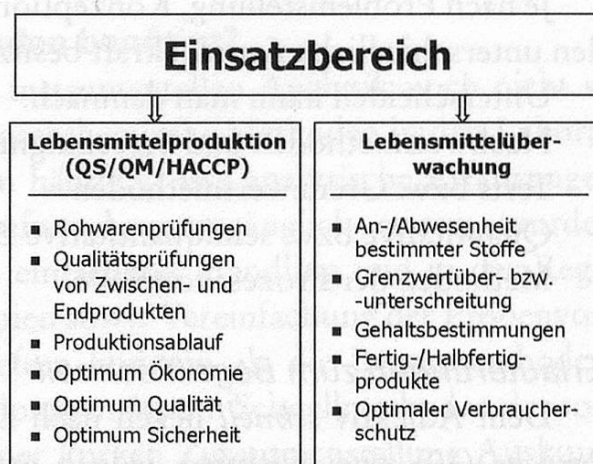 Einsatzbereich
Lebensmittelproduktion
(QS/QM/HACCP)
▪ Rohwarenprüfungen
▪ Qualitätsprüfungen
von Zwischen- und
Endprodukten
▪ Produktionsablauf
▪ Optimum Ökonomie
▪ Optimum Qualität
▪ Optimum Sicherheit
Lebensmittelüber-
wachung
▪ An-/Abwesenheit
bestimmter Stoffe
▪ Grenzwertüber- bzw.
-unterschreitung
▪ Gehaltsbestimmungen
▪ Fertig-/Halbfertig-
produkte
▪ Optimaler Verbraucher-
schutz